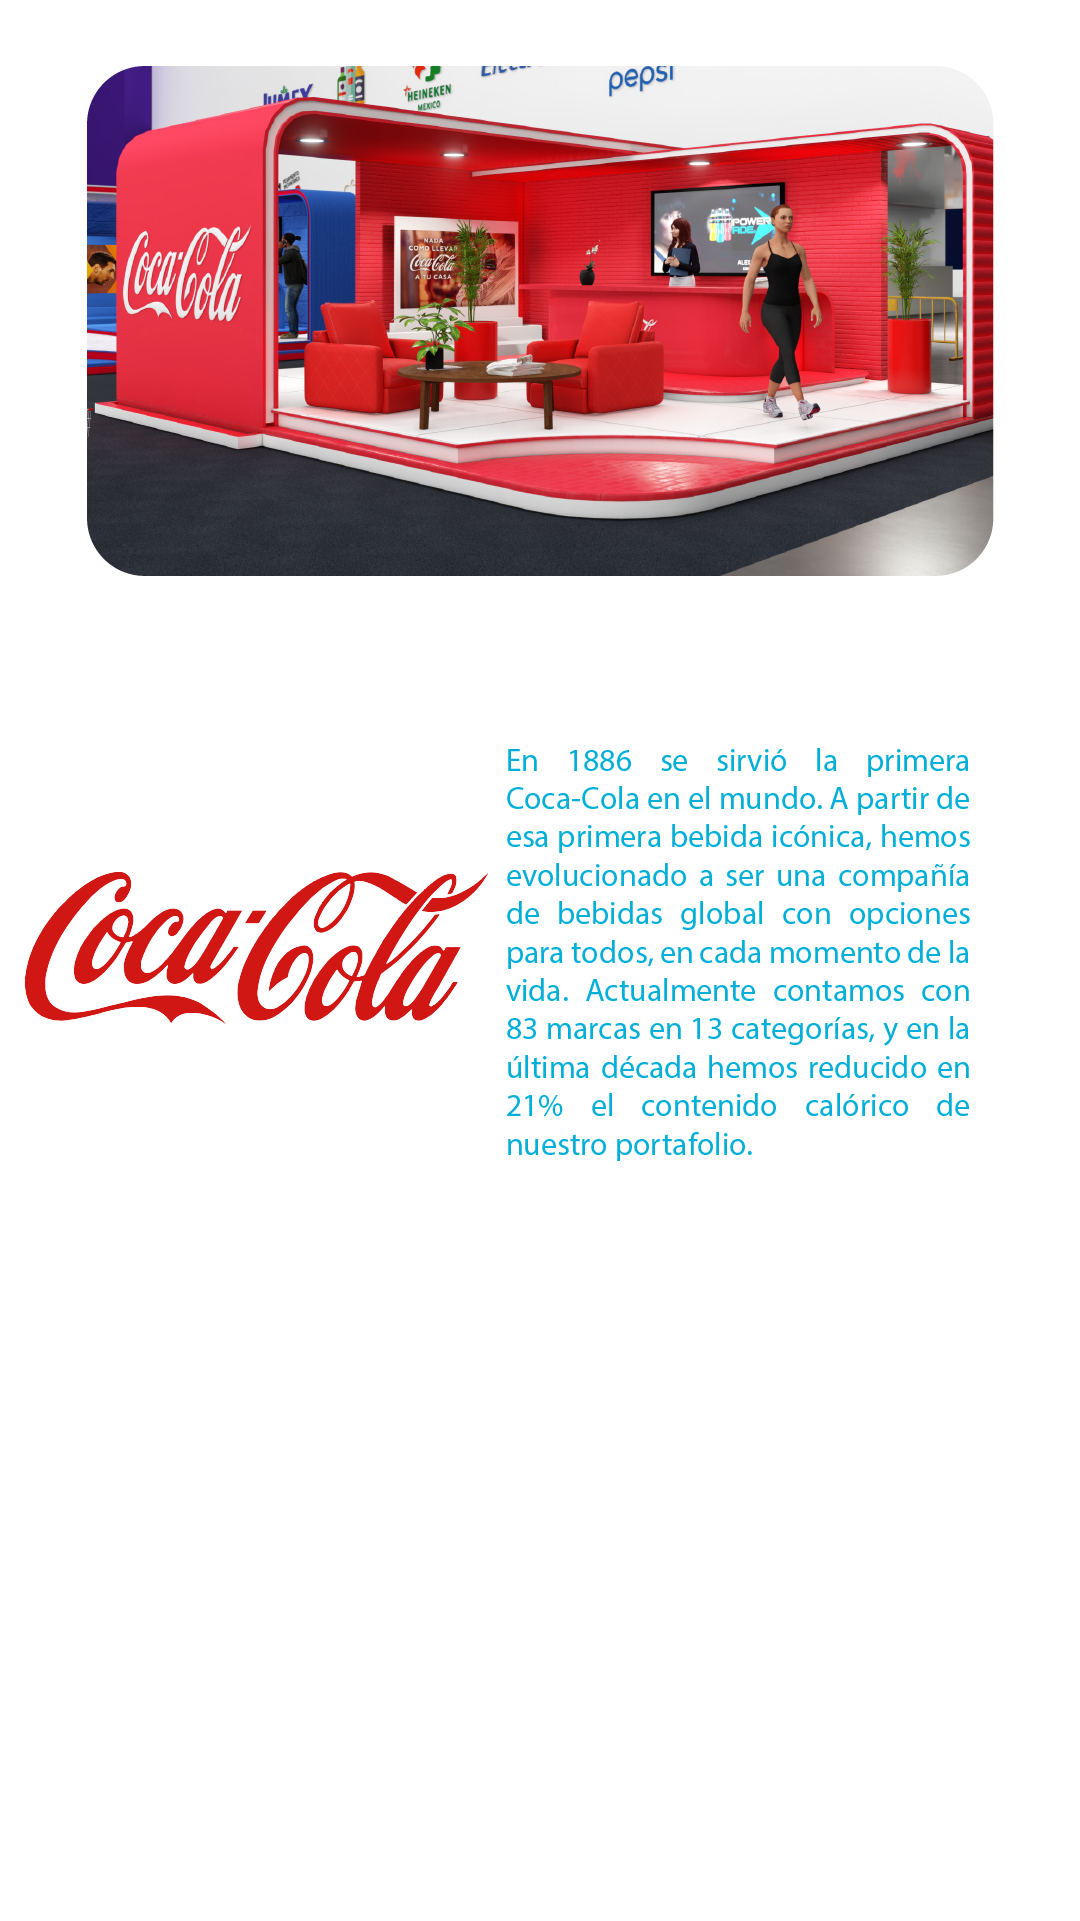 JUMEX
HEINEKEN
MEXICO
pepsi
Coca-Cola
NADA
COMO LLEVAR
Coca-Cola
A TU CASA
POWER
Coca-Cola
En 1886 se sirvió la primera
Coca-Cola en el mundo. A partir de
esa primera bebida icónica, hemos
evolucionado a ser una compañía
de bebidas global con opciones
para todos, en cada momento de la
vida. Actualmente contamos con
83 marcas en 13 categorías, y en la
última década hemos reducido en
21% el contenido calórico de
nuestro portafolio.